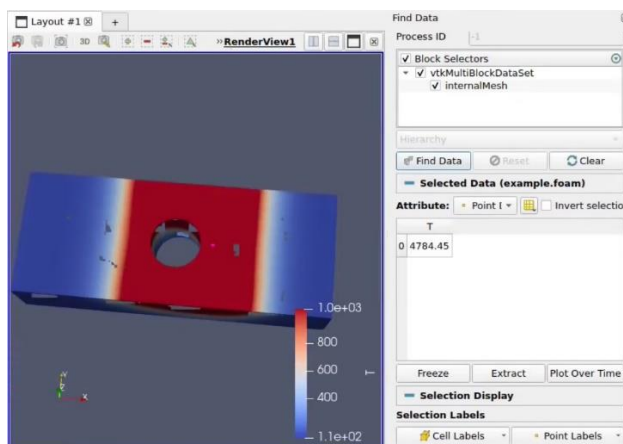 Layout #1
+
3D
»RenderView1
1.0e+03
800
600
400
1.1e+02
T
Y
Z
X
Find Data
Process ID
-1
Block Selectors
vtkMultiBlockDataSet
internalMesh
Hierarchy
Find Data
Reset
Clear
Selected Data (example.foam)
Attribute:
Point
Invert selectio
T
0 4784.45
Freeze
Extract
Plot Over Time
Selection Display
Selection Labels
Cell Labels
Point Labels